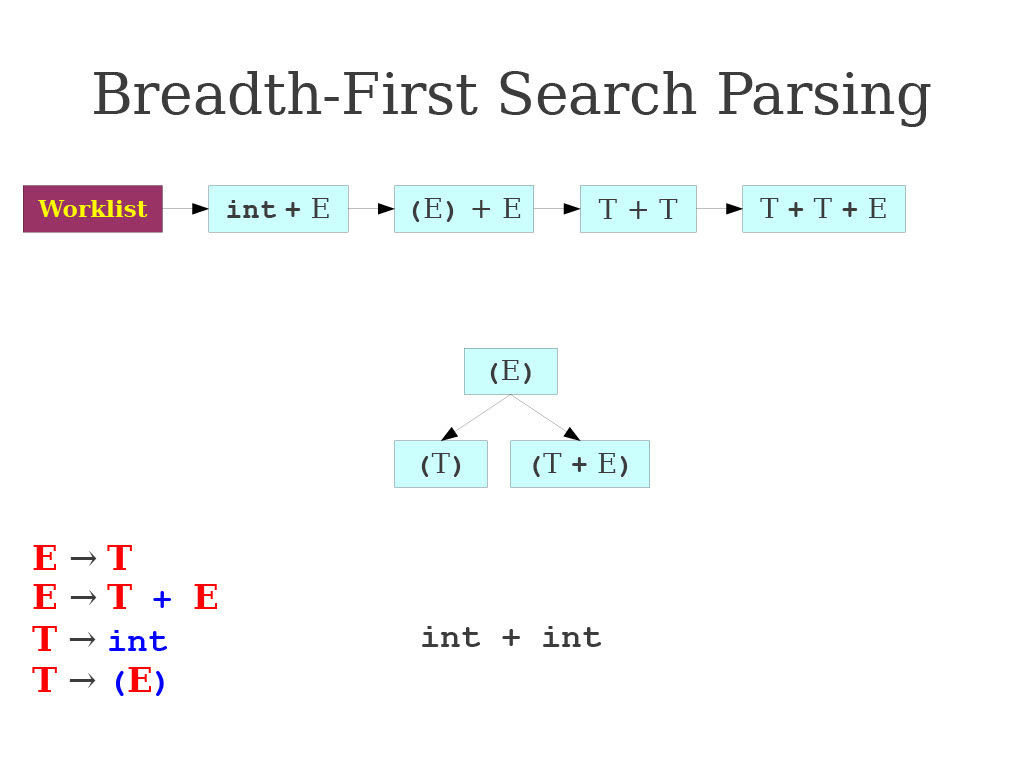 Breadth-First Search Parsing
Worklist int + E (E) + E T + T T + T + E
(E)
(T) (T + E)
E → T
E → T + E
T → int
T → (E)
int + int